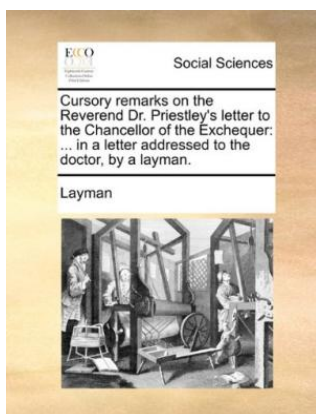 ECCO
Social Sciences
Cursory remarks on the
Reverend Dr. Priestley's letter to
the Chancellor of the Exchequer:
... in a letter addressed to the
doctor, by a layman.
Layman